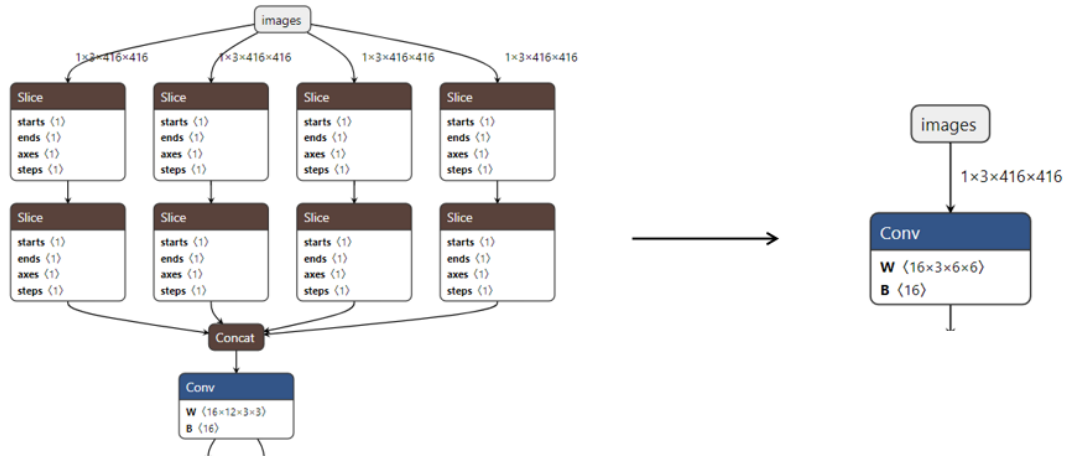 images
1×3×416×416 1×3×416×416 1×3×416×416 1×3×416×416
Slice Slice Slice Slice
starts 〈1〉 starts 〈1〉 starts 〈1〉 starts 〈1〉
ends 〈1〉 ends 〈1〉 ends 〈1〉 ends 〈1〉
axes 〈1〉 axes 〈1〉 axes 〈1〉 axes 〈1〉
steps 〈1〉 steps 〈1〉 steps 〈1〉 steps 〈1〉
Slice Slice Slice Slice
starts 〈1〉 starts 〈1〉 starts 〈1〉 starts 〈1〉
ends 〈1〉 ends 〈1〉 ends 〈1〉 ends 〈1〉
axes 〈1〉 axes 〈1〉 axes 〈1〉 axes 〈1〉
steps 〈1〉 steps 〈1〉 steps 〈1〉 steps 〈1〉
Concat
Conv
W 〈16×12×3×3〉
B 〈16〉
images
1×3×416×416
Conv
W 〈16×3×6×6〉
B 〈16〉